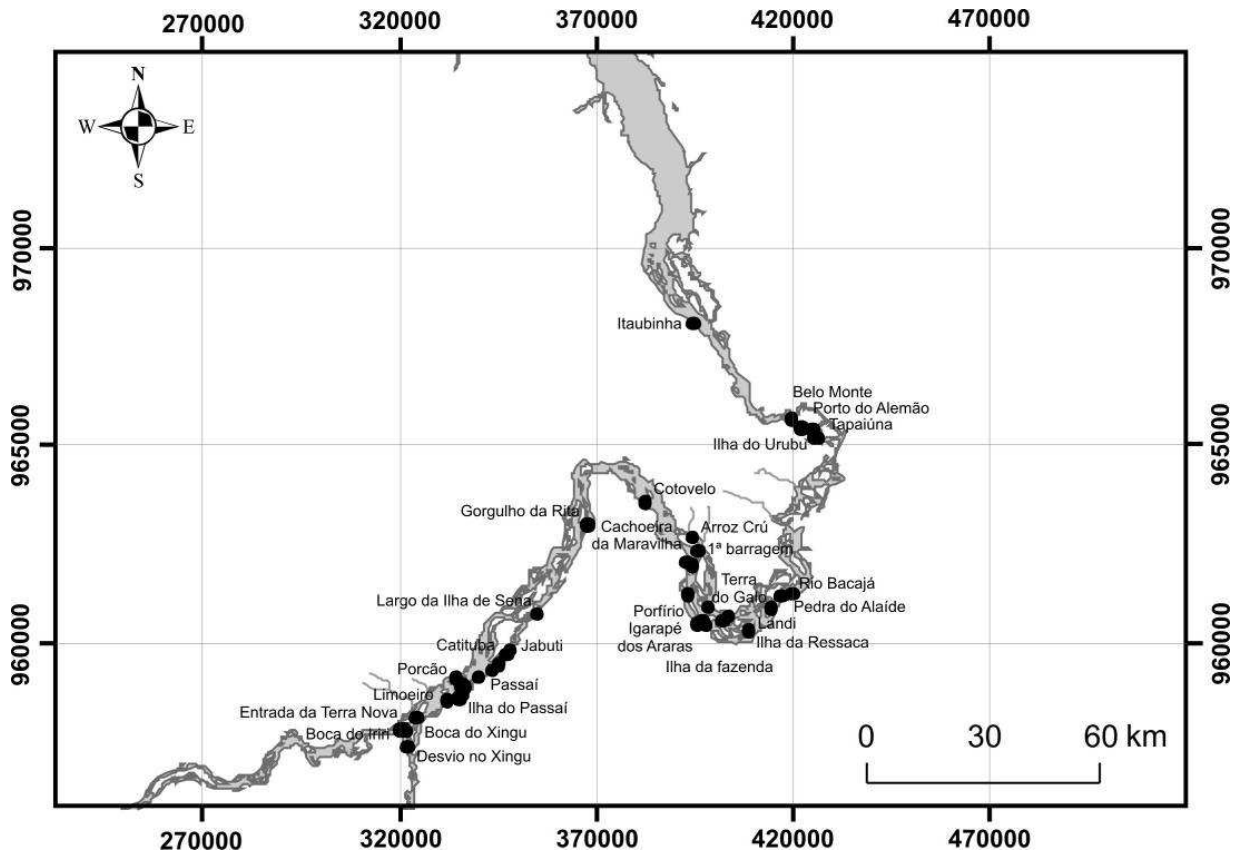 270000 320000 370000 420000 470000
N
W E
S
970000 970000
Itaubinha
Belo Monte
Porto do Alemão
Tapaiúna
Ilha do Urubú
965000 965000
Cotovelo
Gorgulho da Rita
Cachoeira
da Maravilha
Arroz Crú
1ª barragem
Terra
do Galo
Rio Bacajá
Pedra do Alaíde
Largo da Ilha de Sena
Porfírio
Igarapé
dos Araras
Landi
Ilha da Ressaca
960000 960000
Ilha da fazenda
Catituba
Jabuti
Porcão
Passaí
Limoeiro
Ilha do Passaí
Entrada da Terra Nova
Boca do Iriri
Boca do Xingu
Desvio no Xingu
0 30 60 km
270000 320000 370000 420000 470000